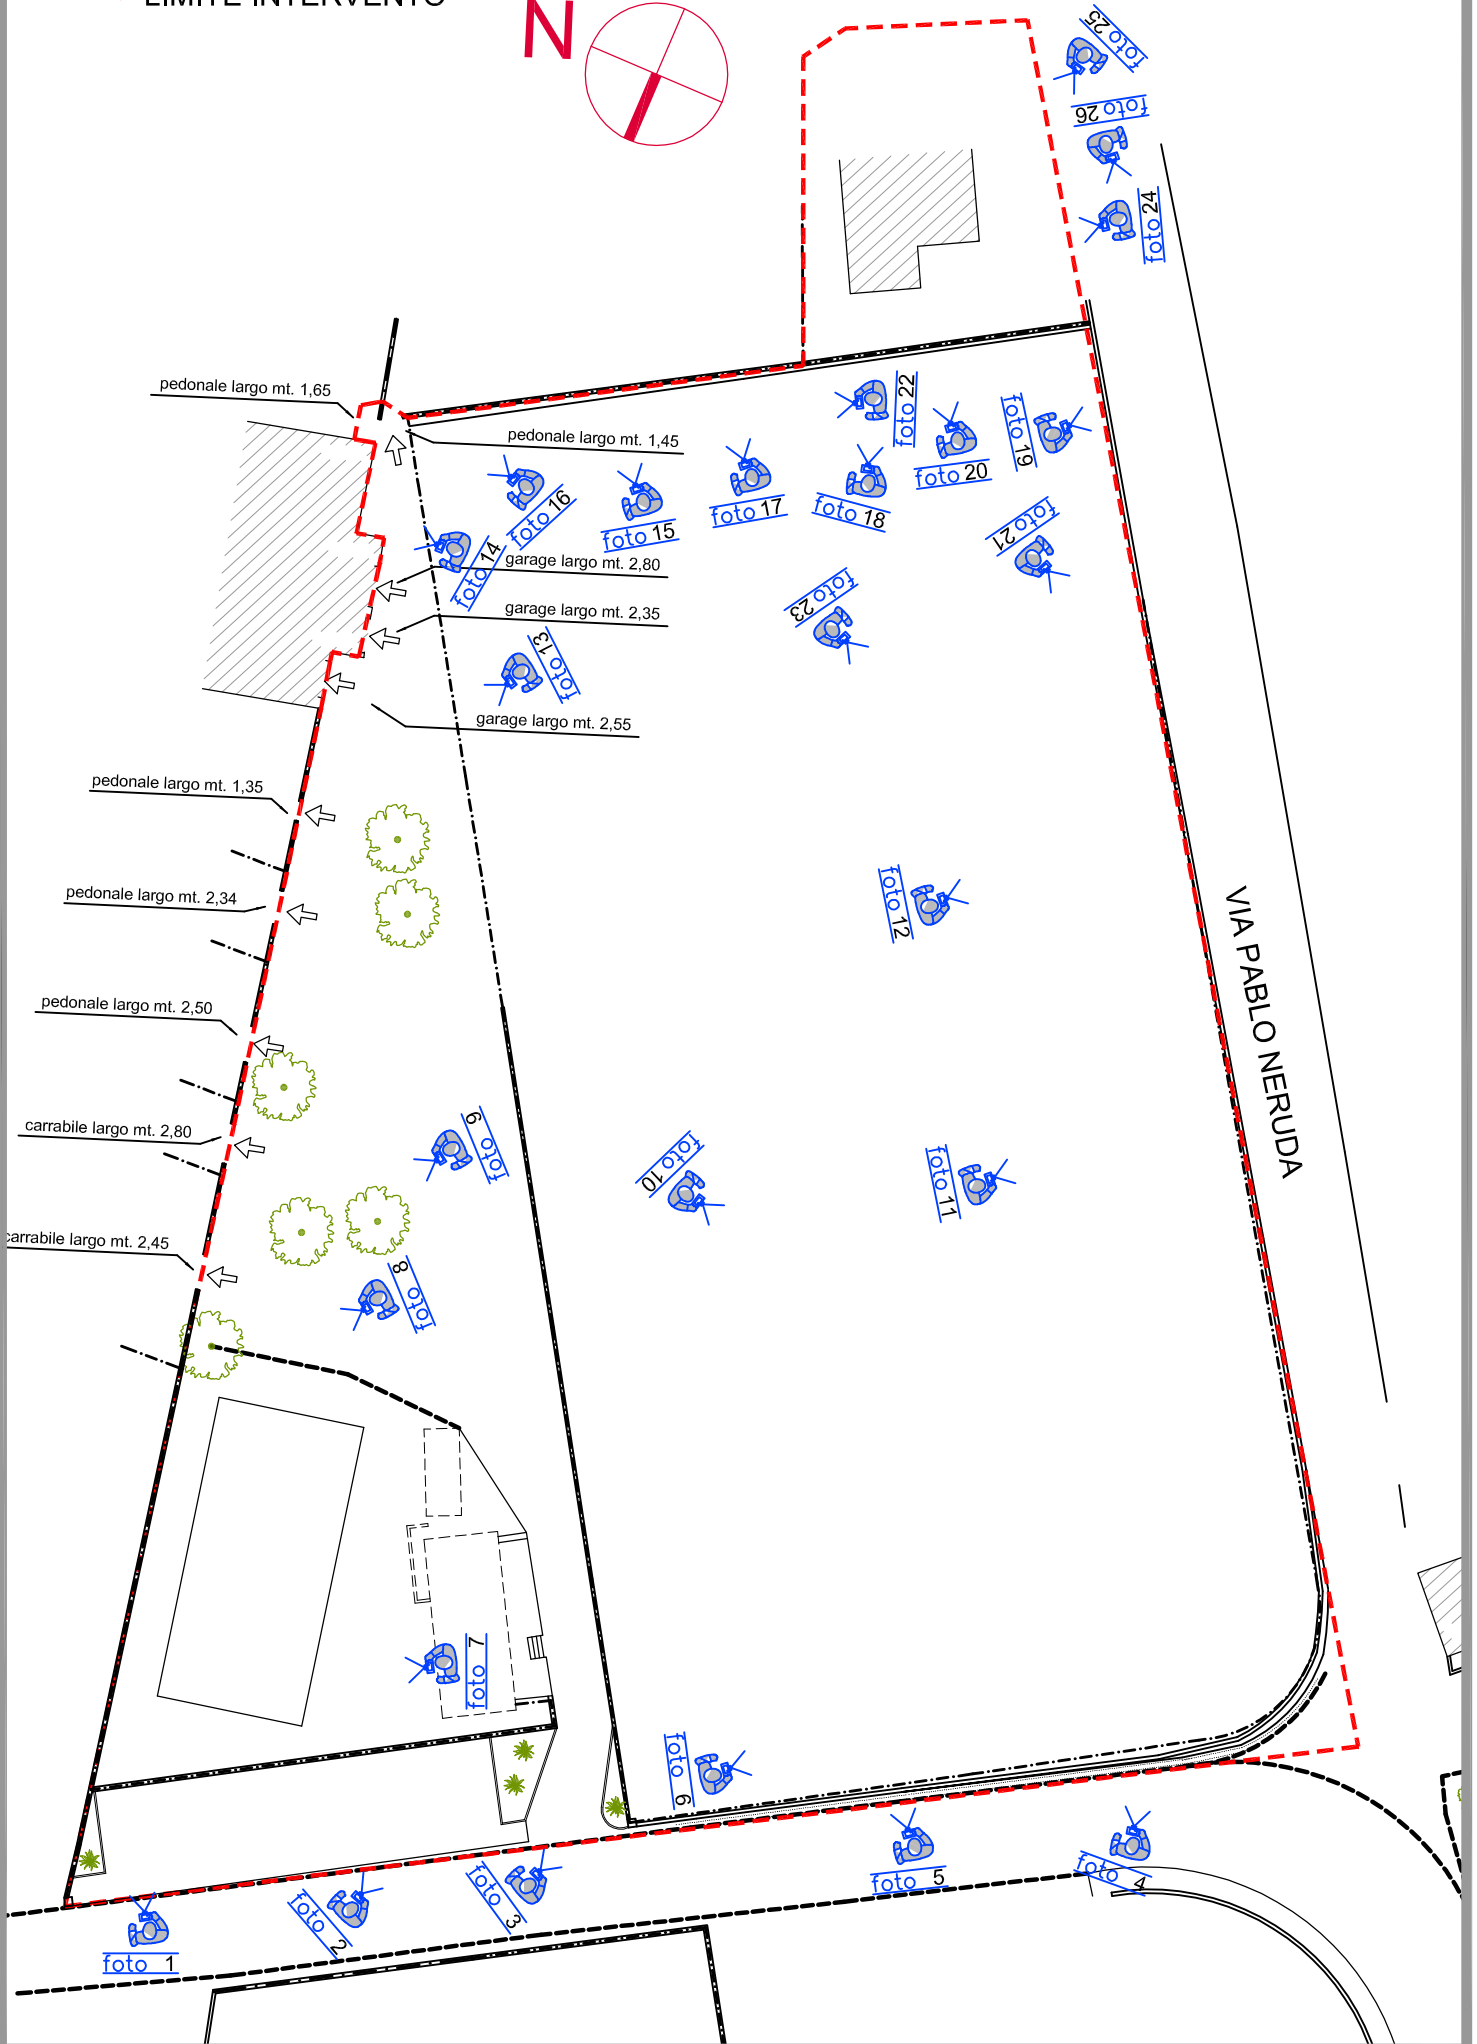 LIMITE INTERVENTO
N
foto 25
foto 26
foto 24
pedonale largo mt. 1,65
pedonale largo mt. 1,45
foto 22
foto 19
foto 20
foto 16
foto 15
foto 17
foto 18
foto 21
foto 14
garage largo mt. 2,80
garage largo mt. 2,35
foto 23
foto 13
garage largo mt. 2,55
pedonale largo mt. 1,35
pedonale largo mt. 2,34
foto 12
VIA PABLO NERUDA
pedonale largo mt. 2,50
carrabile largo mt. 2,80
foto 9
foto 10
foto 11
carrabile largo mt. 2,45
foto 8
foto 7
foto 6
foto 5
foto 4
foto 3
foto 2
foto 1